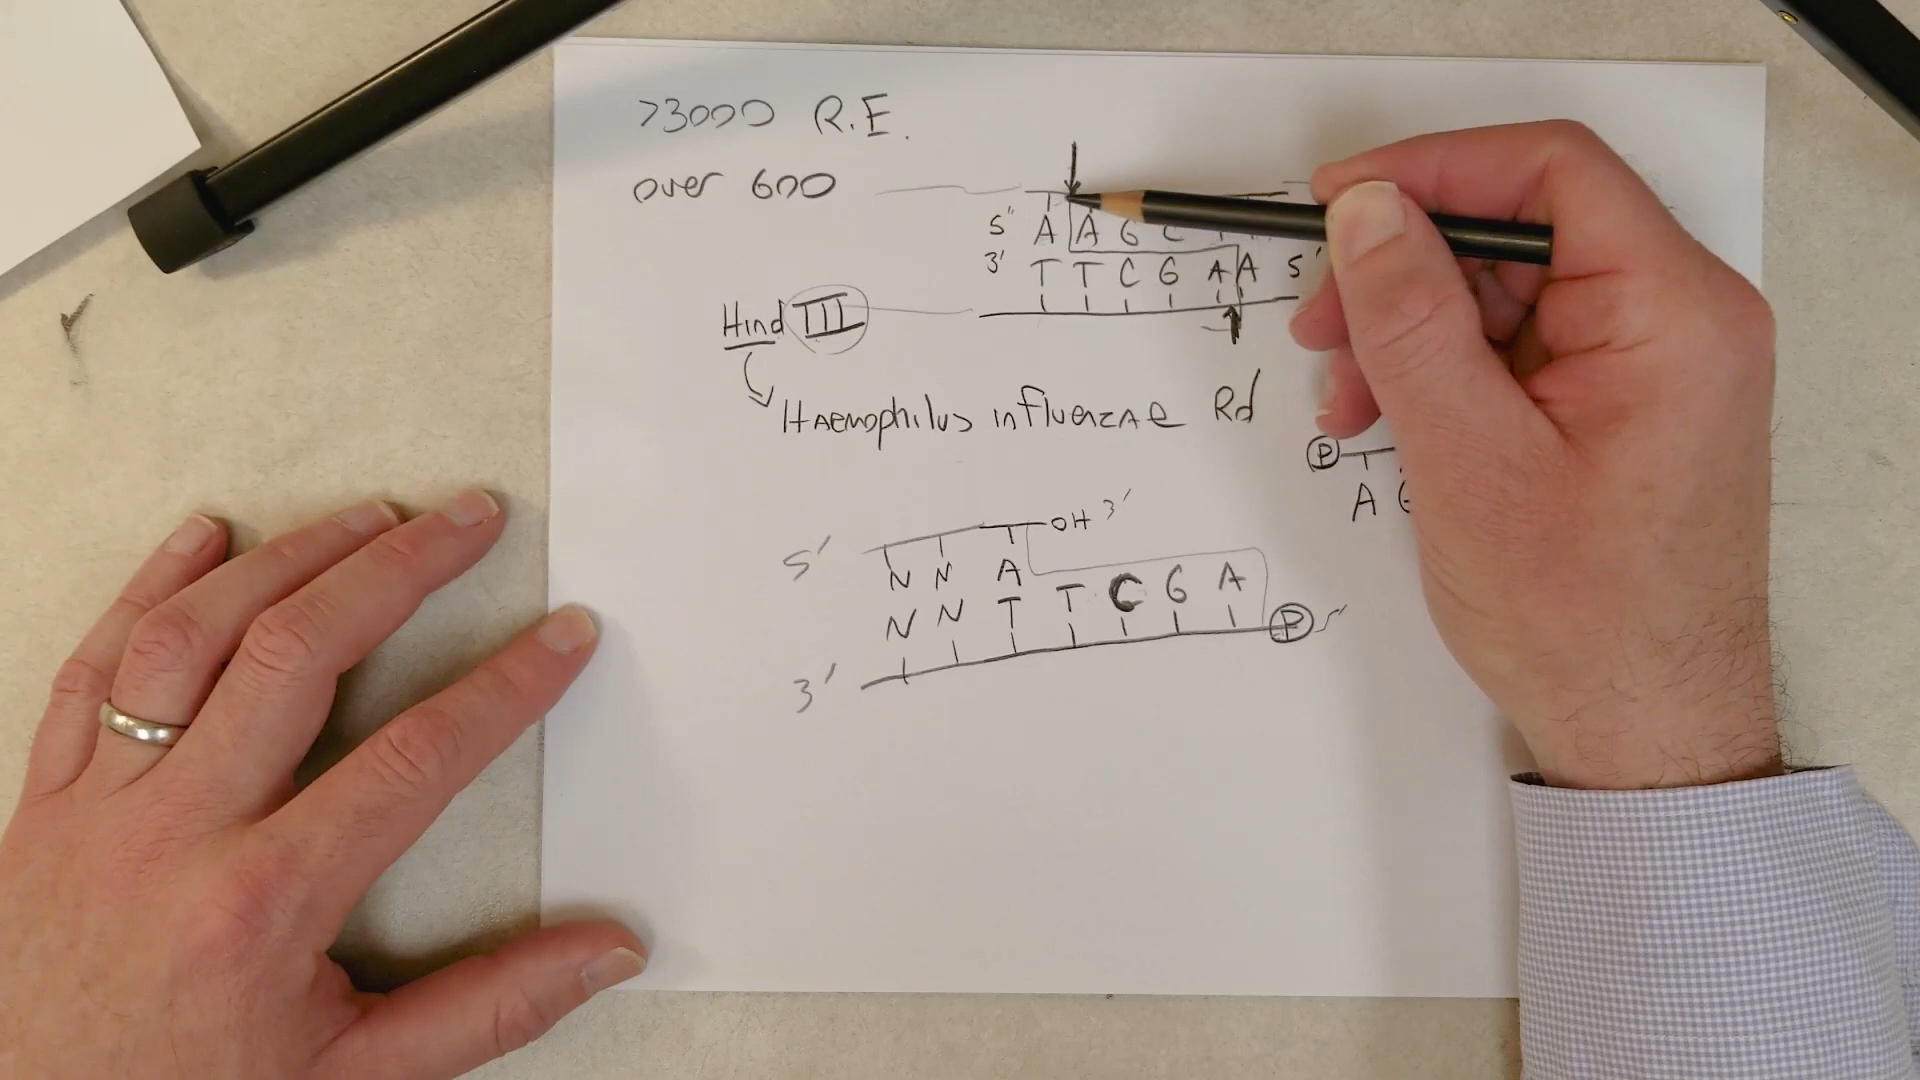 >3000 R.E.
over 600
5" A A G C
3' T T C G A A 5'
Hind III
Haemophilus influenzae Rd
P
A G
5' OH 3'
N N A
N N T T C G A
P 5'
3'